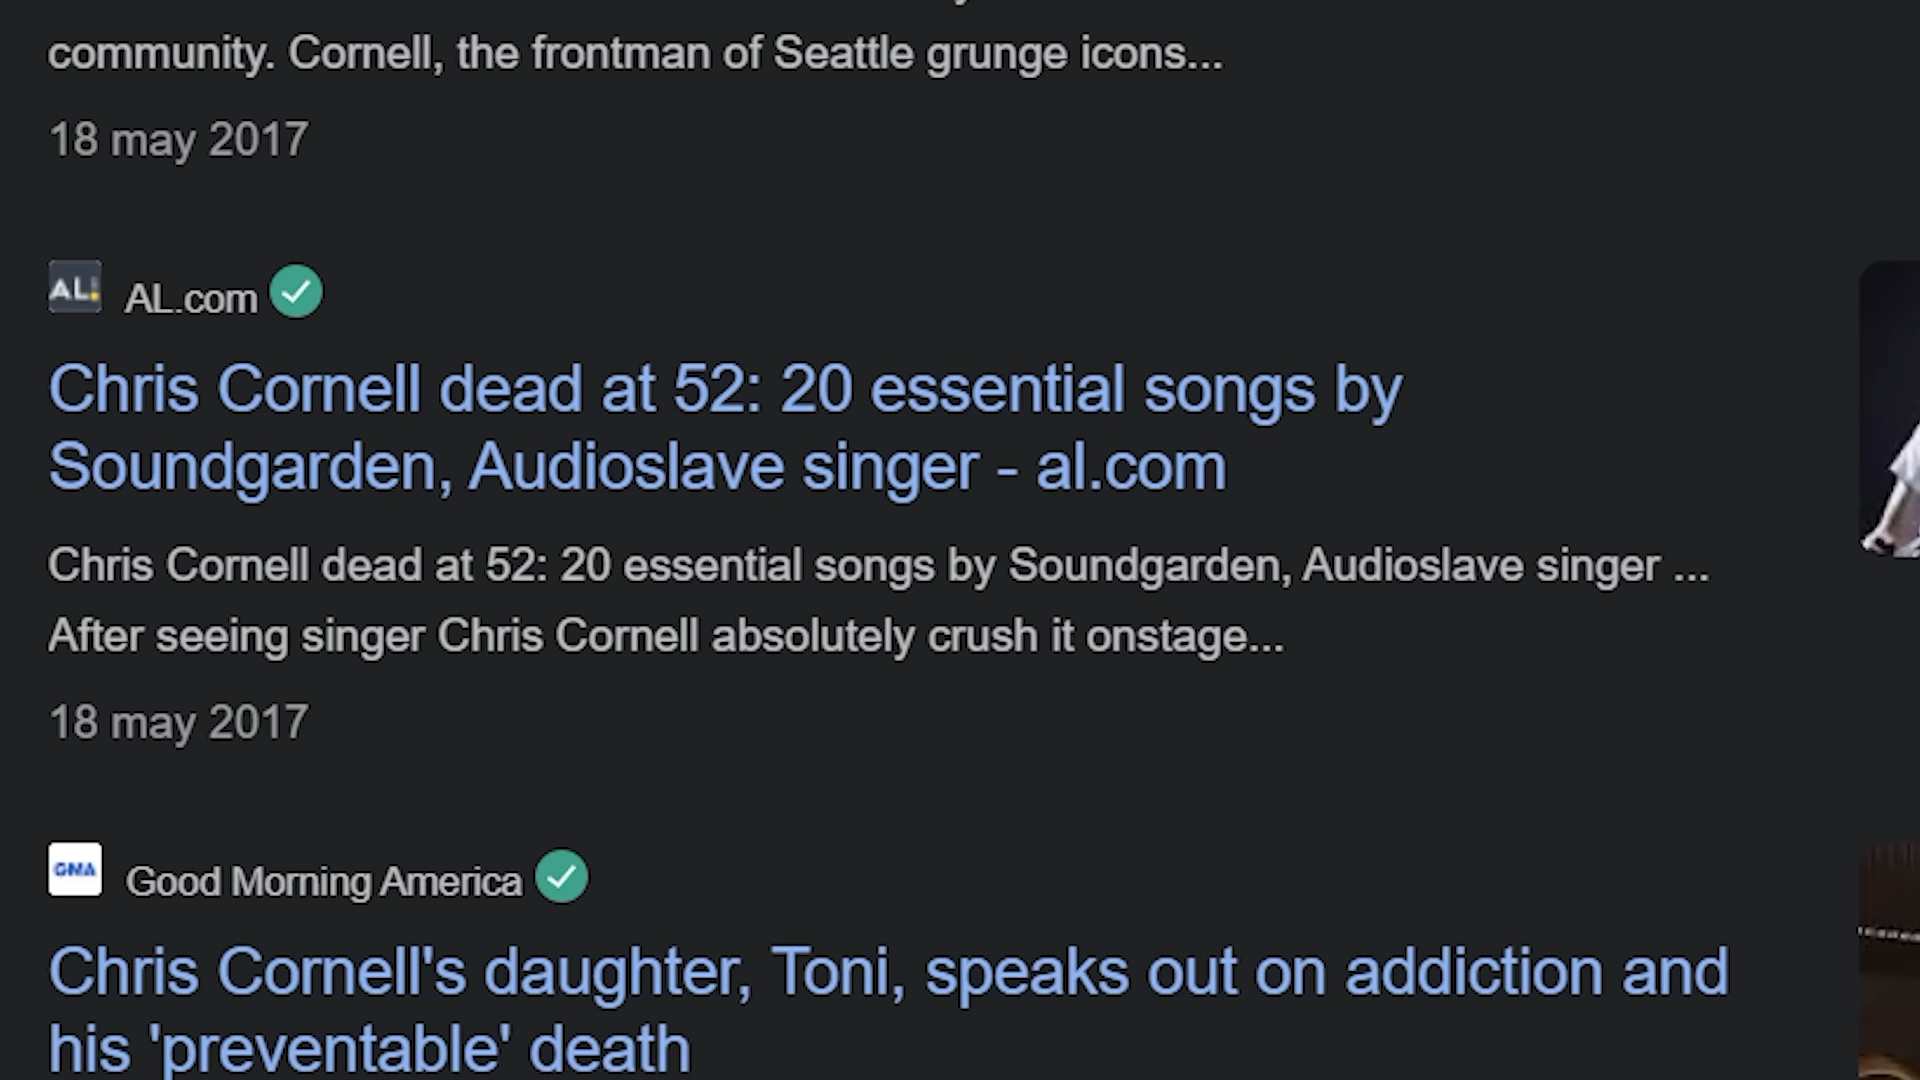 community. Cornell, the frontman of Seattle grunge icons...
18 may 2017
AL.
AL.com
Chris Cornell dead at 52: 20 essential songs by
Soundgarden, Audioslave singer - al.com
Chris Cornell dead at 52: 20 essential songs by Soundgarden, Audioslave singer ...
After seeing singer Chris Cornell absolutely crush it onstage...
18 may 2017
GMA
Good Morning America
Chris Cornell's daughter, Toni, speaks out on addiction and
his 'preventable' death